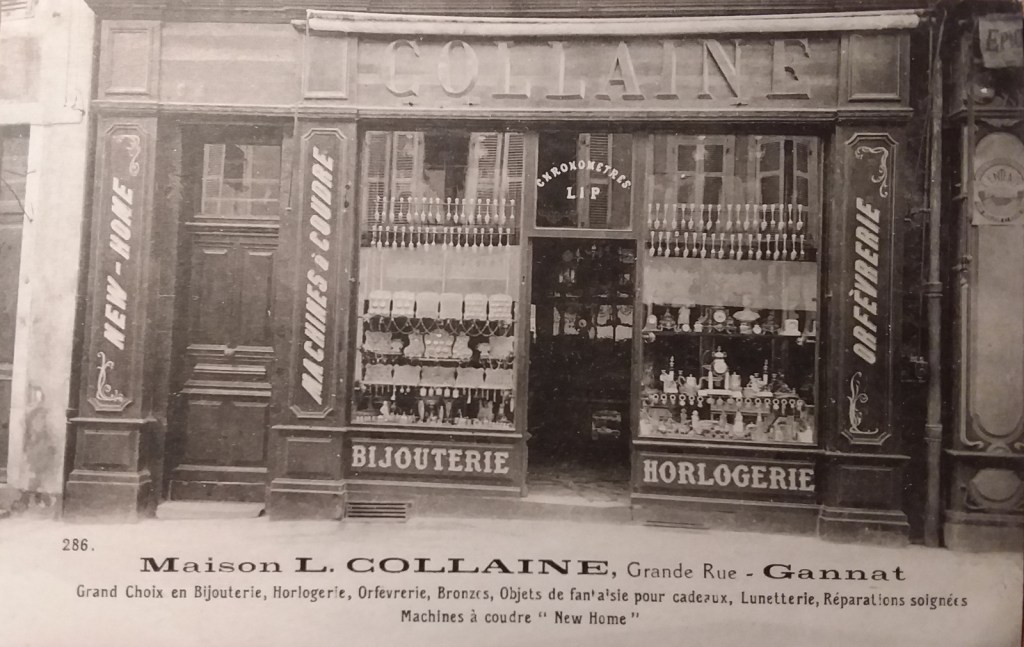 COLLAINE
NEW-HOME
MACHINES à COUDRE
CHRONOMETRES
LIP
ORFÈVRERIE
BIJOUTERIE
HORLOGERIE
286.
Maison L. COLLAINE, Grande Rue - Gannat
Grand Choix en Bijouterie, Horlogerie, Orfèvrerie, Bronzes, Objets de fantaisie pour cadeaux, Lunetterie, Réparations soignées
Machines à coudre " New Home "